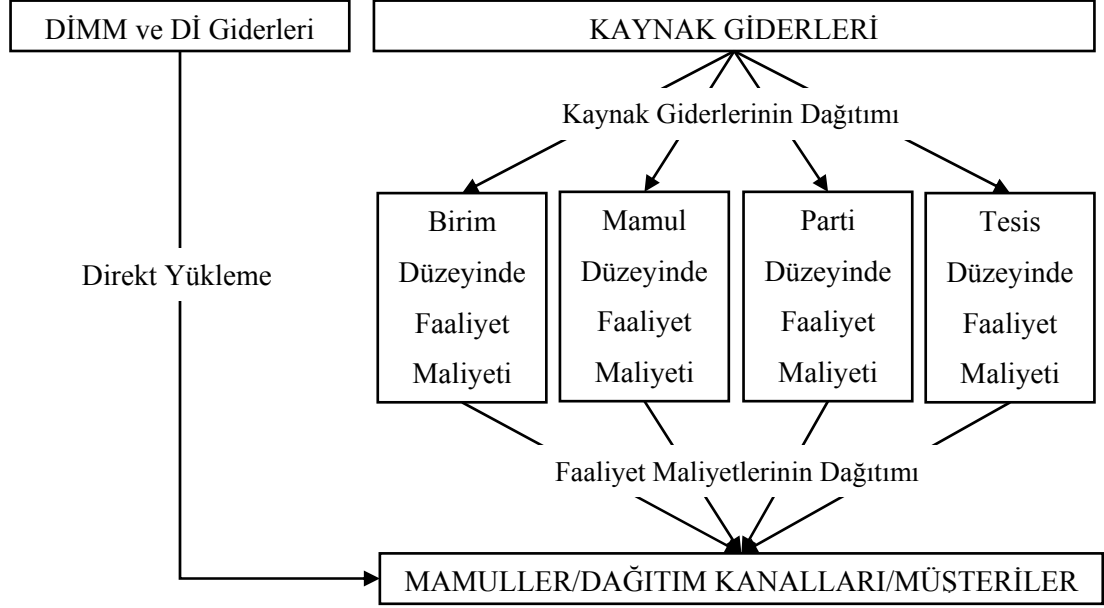 DİMM ve Dİ Giderleri
KAYNAK GİDERLERİ
Kaynak Giderlerinin Dağıtımı
Birim
Düzeyinde
Faaliyet
Maliyeti
Mamul
Düzeyinde
Faaliyet
Maliyeti
Parti
Düzeyinde
Faaliyet
Maliyeti
Tesis
Düzeyinde
Faaliyet
Maliyeti
Direkt Yükleme
Faaliyet Maliyetlerinin Dağıtımı
MAMULLER/DAĞITIM KANALLARI/MÜŞTERİLER